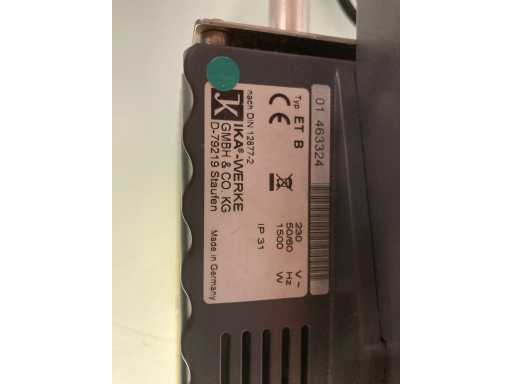 01 463324
Typ ET B
CE
230 V~
50/60 Hz
1500 W
IP 31
nach DIN 12877-2
IKA®-WERKE
GMBH & CO. KG
D-79219 Staufen
Made in Germany